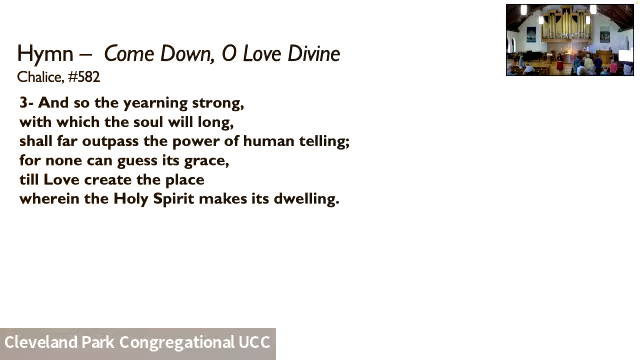 Hymn – Come Down, O Love Divine
Chalice, #582
3- And so the yearning strong,
with which the soul will long,
shall far outpass the power of human telling;
for none can guess its grace,
till Love create the place
wherein the Holy Spirit makes its dwelling.
Cleveland Park Congregational UCC